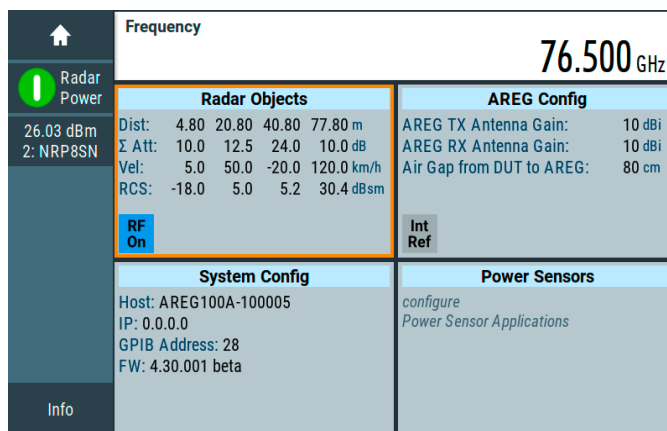 Frequency
76.500 GHz
Radar
Power
26.03 dBm
2: NRP8SN
Info
Radar Objects
Dist: 4.80 20.80 40.80 77.80 m
Σ Att: 10.0 12.5 24.0 10.0 dB
Vel: 5.0 50.0 -20.0 120.0 km/h
RCS: -18.0 5.0 5.2 30.4 dBsm
RF
On
AREG Config
AREG TX Antenna Gain: 10 dBi
AREG RX Antenna Gain: 10 dBi
Air Gap from DUT to AREG: 80 cm
Int
Ref
System Config
Host: AREG100A-100005
IP: 0.0.0.0
GPIB Address: 28
FW: 4.30.001 beta
Power Sensors
configure
Power Sensor Applications